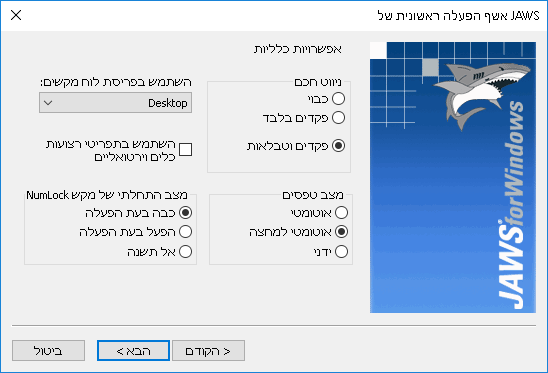 אשף הפעלה ראשונית של JAWS
אפשרויות כלליות
ניווט חכם
כבוי
פקדים בלבד
פקדים וטבלאות
השתמש בפריסת לוח מקשים:
Desktop
השתמש בתפריטי רצועות
כלים וירטואליים
מצב טפסים
אוטומטי
אוטומטי למחצה
ידני
מצב התחלתי של מקש NumLock
כבה בעת הפעלה
הפעל בעת הפעלה
אל תשנה
JAWS® for Windows
< הקודם
הבא >
ביטול